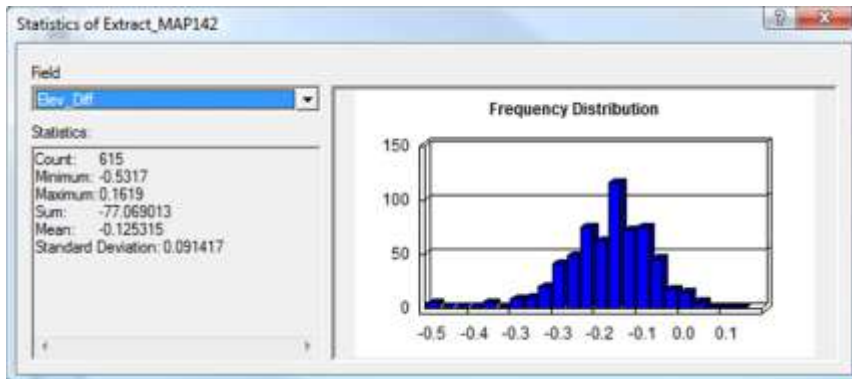 Statistics of Extract_MAP142
Field
Elev_Diff
Statistics:
Count: 615
Minimum: -0.5317
Maximum: 0.1619
Sum: -77.069013
Mean: -0.125315
Standard Deviation: 0.091417
Frequency Distribution
150
100
50
0
-0.5 -0.4 -0.3 -0.3 -0.2 -0.1 0.0 0.1